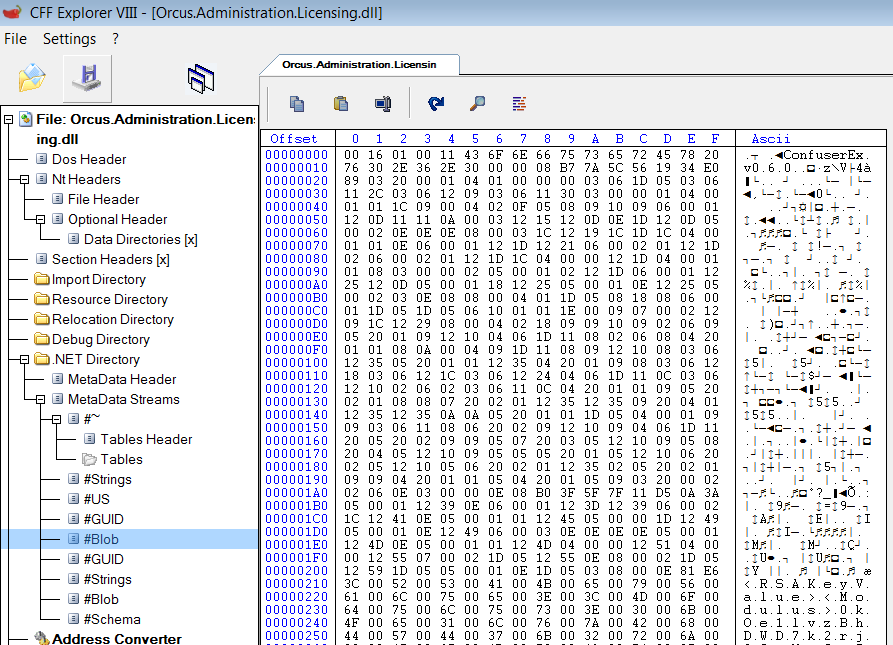 CFF Explorer VIII - [Orcus.Administration.Licensing.dll]
File Settings ?
Orcus.Administration.Licensin
File: Orcus.Administration.Licen
ing.dll
Dos Header
Nt Headers
File Header
Optional Header
Data Directories [x]
Section Headers [x]
Import Directory
Resource Directory
Relocation Directory
Debug Directory
.NET Directory
MetaData Header
MetaData Streams
#~
Tables Header
Tables
#Strings
#US
#GUID
#Blob
#GUID
#Strings
#Blob
#Schema
Address Converter
Offset 0 1 2 3 4 5 6 7 8 9 A B C D E F Ascii
00000000 00 16 01 00 11 43 6F 6E 66 75 73 65 72 45 78 20 ConfuserEx
00000010 76 30 2E 36 2E 30 00 00 08 B7 7A 5C 56 19 34 E0 v0.6.0
00000020 89 03 20 00 01 04 01 00 00 00 03 06 1D 05 03 06
00000030 11 2C 03 06 12 09 03 06 11 30 03 00 00 01 04 00
00000040 01 01 1C 09 00 04 02 0F 05 08 09 10 09 06 00 01
00000050 12 0D 11 11 0A 00 03 12 15 12 0D 0E 1D 12 0D 05
00000060 00 02 0E 0E 0E 08 00 03 1C 12 19 1C 1D 1C 04 00
00000070 01 01 0E 06 00 01 12 1D 12 21 06 00 02 01 12 1D
00000080 02 06 00 02 01 12 1D 1C 04 00 00 12 1D 04 00 01
00000090 01 08 03 00 00 02 05 00 01 02 12 1D 06 00 01 12
000000A0 25 12 0D 05 00 01 18 12 25 05 00 01 0E 12 25 05
000000B0 00 02 03 0E 08 08 00 04 01 1D 05 08 18 08 06 00
000000C0 01 1D 05 1D 05 06 10 01 01 1E 00 09 07 00 02 12
000000D0 09 1C 12 29 08 00 04 02 18 09 09 10 09 02 06 09
000000E0 05 20 01 09 12 10 04 06 1D 11 08 02 06 08 04 20
000000F0 01 01 08 0A 00 04 09 1D 11 08 09 12 10 08 03 06
00000100 12 35 05 20 01 01 12 35 04 20 01 09 08 03 06 12
00000110 18 03 06 12 1C 03 06 12 24 04 06 1D 11 0C 03 06
00000120 12 10 02 06 02 03 06 11 0C 04 20 01 01 09 05 20
00000130 02 01 08 08 07 20 02 01 12 35 12 35 09 20 04 01
00000140 12 35 12 35 0A 0A 05 20 01 01 1D 05 04 00 01 09
00000150 09 03 06 11 08 06 20 02 09 12 10 09 04 06 1D 11
00000160 05 20 02 09 09 05 07 20 03 05 12 10 09 05 08
00000170 20 04 05 12 10 09 05 05 05 20 01 05 12 10 06 20
00000180 02 05 12 10 05 06 20 02 01 12 35 02 05 20 02 01
00000190 09 09 04 20 01 01 05 04 20 01 05 09 03 20 00 02
000001A0 02 06 0E 03 00 00 0E 08 B0 3F 5F 7F 11 D5 0A 3A
000001B0 05 00 01 12 39 0E 06 00 01 12 3D 12 39 06 00 02
000001C0 1C 12 41 0E 05 00 01 01 12 45 05 00 00 1D 12 49
000001D0 05 00 01 0E 12 49 06 00 03 0E 0E 0E 0E 05 00 01
000001E0 12 4D 0E 05 00 01 01 12 4D 04 00 00 12 51 04 00
000001F0 00 12 55 07 00 02 1D 05 12 55 0E 08 00 02 1D 05
00000200 12 59 1D 05 05 00 01 0E 1D 05 03 08 00 0E 81 E6
00000210 3C 00 52 00 53 00 41 00 4B 00 65 00 79 00 56 00 <.R.S.A.K.e.y.V.
00000220 61 00 6C 00 75 00 65 00 3E 00 3C 00 4D 00 6F 00 a.l.u.e.>.<.M.o.
00000230 64 00 75 00 6C 00 75 00 73 00 3E 00 30 00 6B 00 d.u.l.u.s.>.0.k.
00000240 4F 00 65 00 31 00 6C 00 76 00 7A 00 42 00 68 00 O.e.1.l.v.z.B.h.
00000250 44 00 57 00 44 00 37 00 6B 00 32 00 72 00 6A 00 D.W.D.7.k.2.r.j.